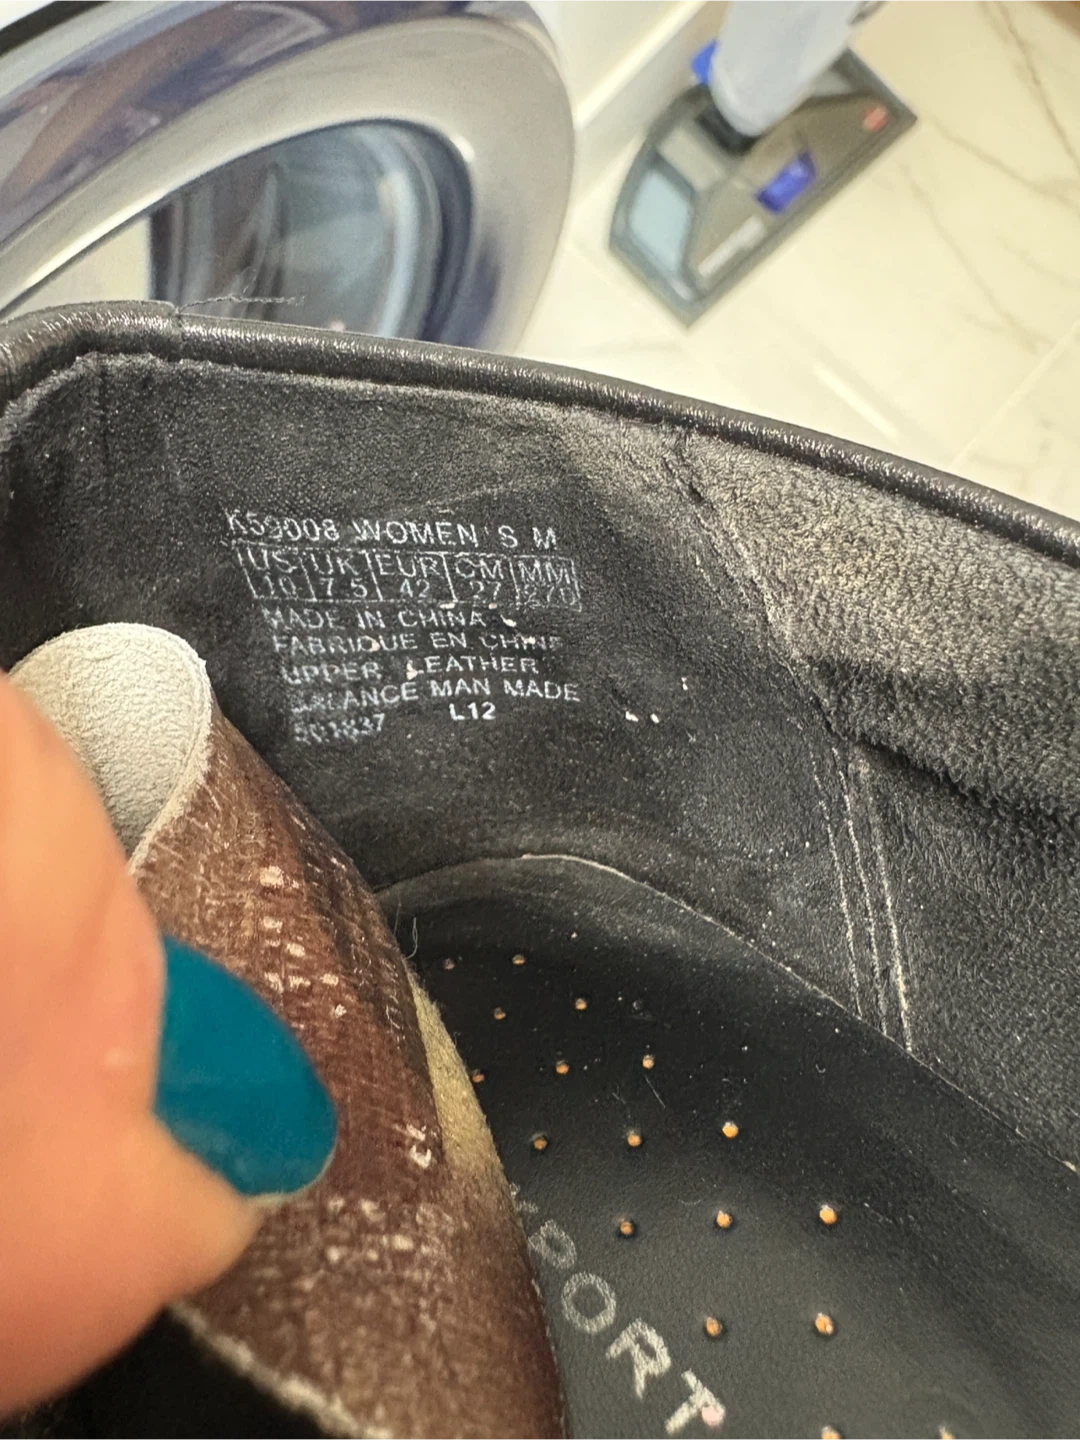 K59008 WOMEN'S M
US UK EUR CM MM
10 7.5 42 27 270
MADE IN CHINA
FABRIQUE EN CHINE
UPPER LEATHER
BALANCE MAN MADE
L12
PORT